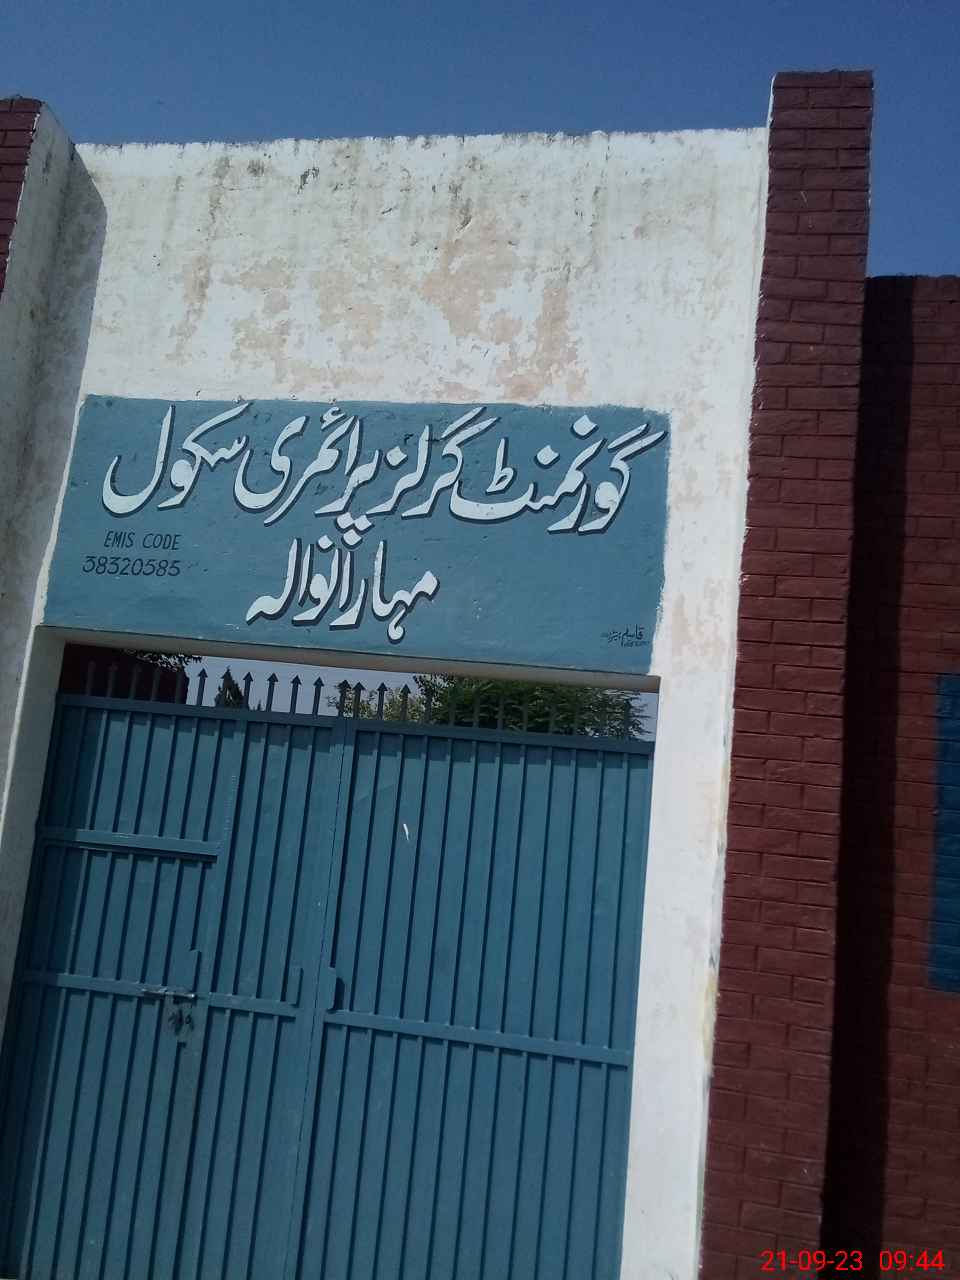 گورنمنٹ گرلز پرائمری سکول
مہارانوالہ
EMIS CODE
38320585
21-09-23 09:44